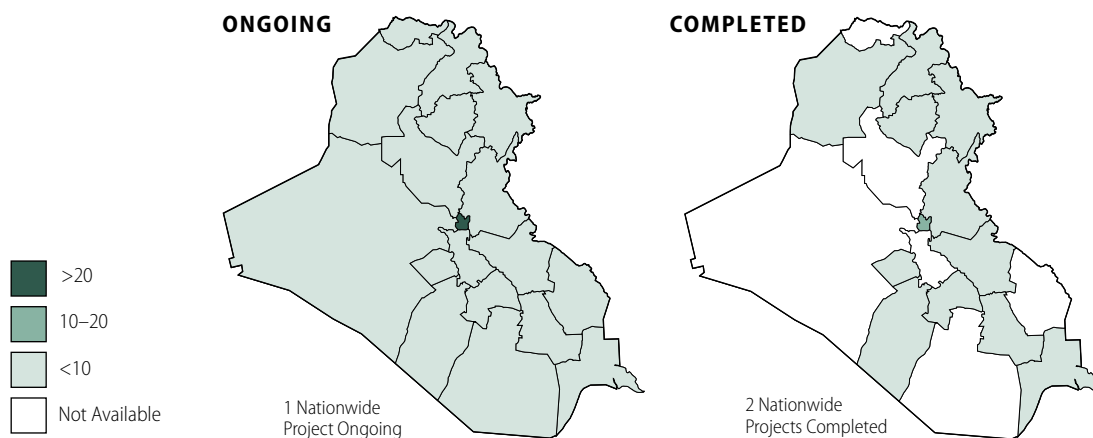 ONGOING
COMPLETED
>20
10–20
<10
Not Available
1 Nationwide
Project Ongoing
2 Nationwide
Projects Completed